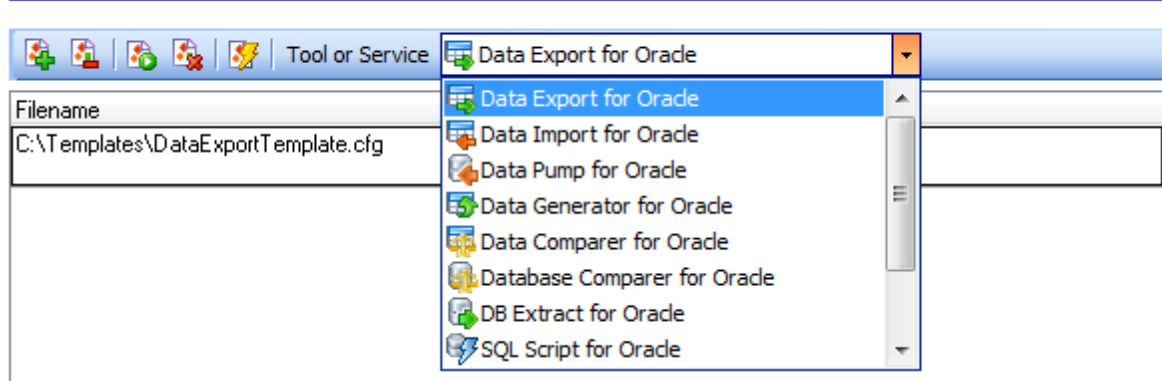 Tool or Service Data Export for Oracle
Filename
C:\Templates\DataExportTemplate.cfg
Data Export for Oracle
Data Import for Oracle
Data Pump for Oracle
Data Generator for Oracle
Data Comparer for Oracle
Database Comparer for Oracle
DB Extract for Oracle
SQL Script for Oracle